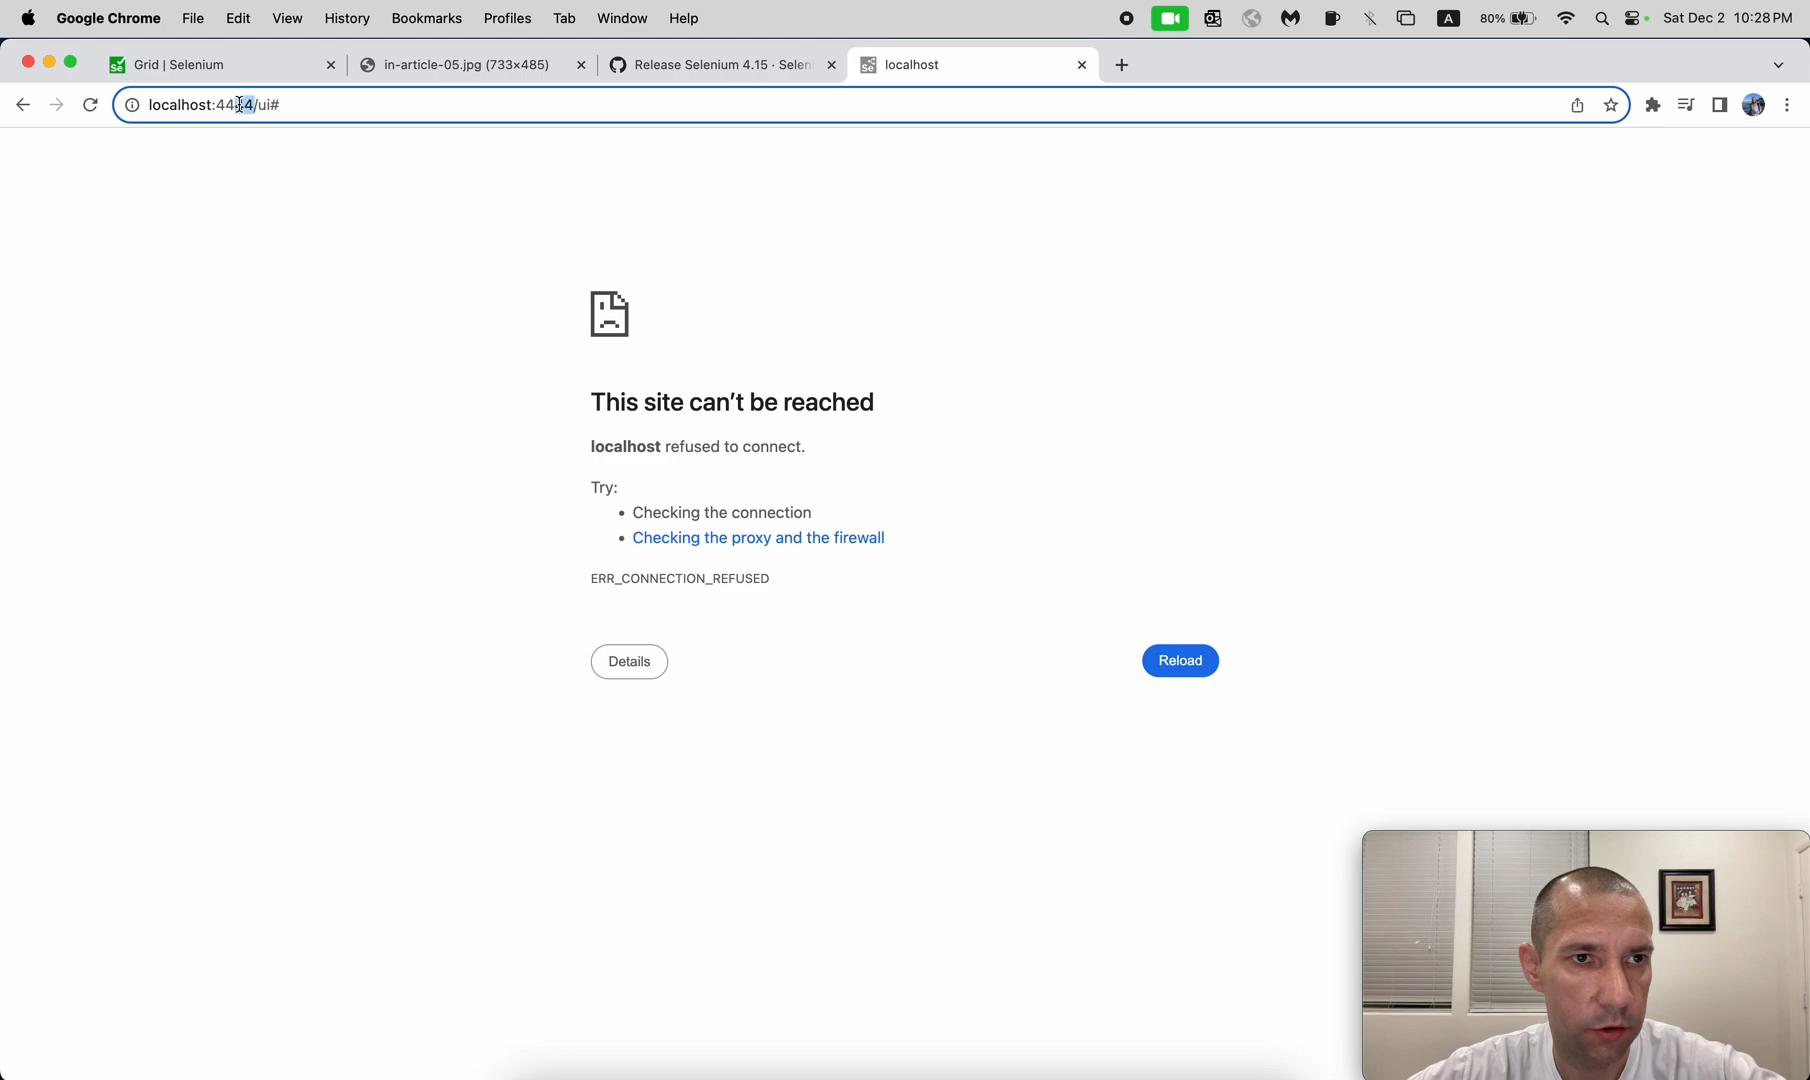 Google Chrome File Edit View History Bookmarks Profiles Tab Window Help A 80% Sat Dec 2 10:28 PM
Se Grid | Selenium in-article-05.jpg (733×485) Release Selenium 4.15 · Selen Se localhost
localhost:4444/ui#
This site can't be reached
localhost refused to connect.
Try:
• Checking the connection
• Checking the proxy and the firewall
ERR_CONNECTION_REFUSED
Details Reload